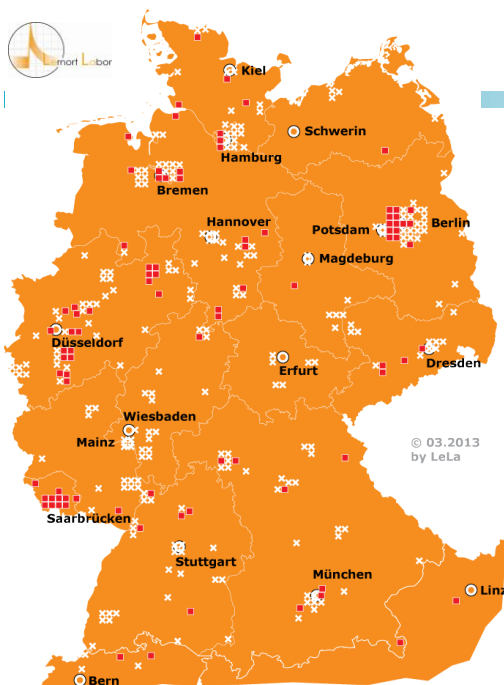 Lernort Labor
Kiel
Schwerin
Hamburg
Bremen
Hannover
Potsdam
Berlin
Magdeburg
Düsseldorf
Erfurt
Dresden
Wiesbaden
Mainz
© 03.2013
by LeLa
Saarbrücken
Stuttgart
München
Linz
Bern